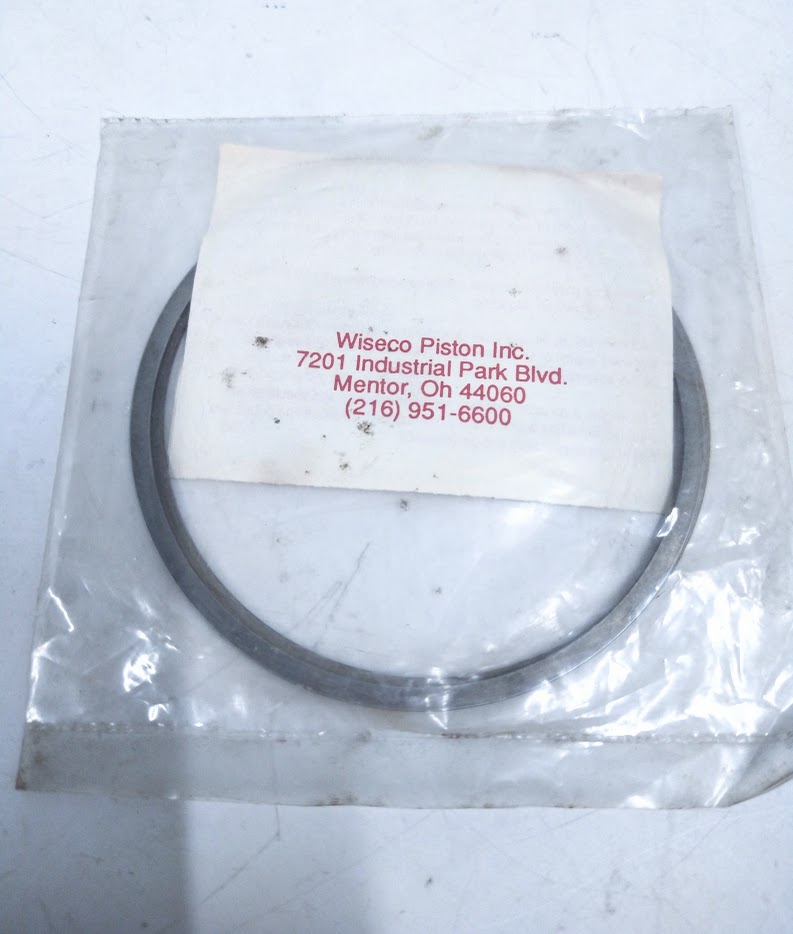 Wiseco Piston Inc.
7201 Industrial Park Blvd.
Mentor, Oh 44060
(216) 951-6600